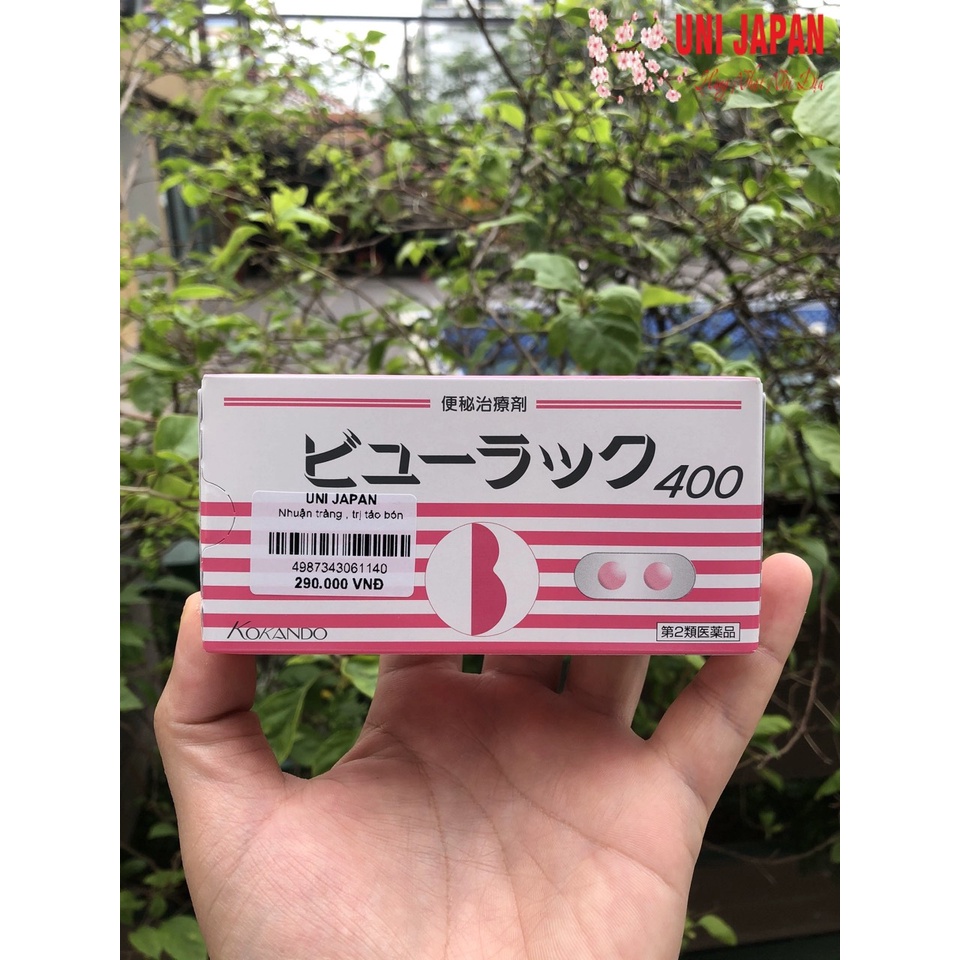 UNI JAPAN
便秘治療剤
ビューラック400
UNI JAPAN
Nhuận tràng , trị táo bón
4987343061140
290.000 VNĐ
KOKANDO
第2類医薬品